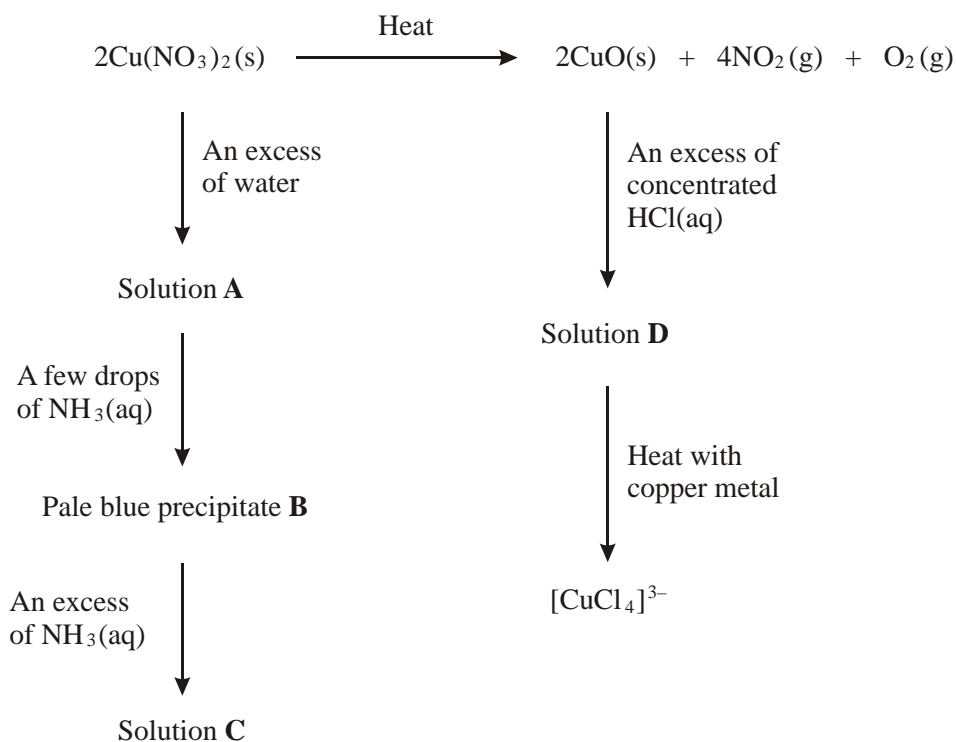 Heat
2Cu(NO₃)₂(s) 2CuO(s) + 4NO₂(g) + O₂(g)
An excess
of water
An excess of
concentrated
HCl(aq)
Solution A
Solution D
A few drops
of NH₃(aq)
Heat with
copper metal
Pale blue precipitate B
An excess
of NH₃(aq)
[CuCl₄]³⁻
Solution C